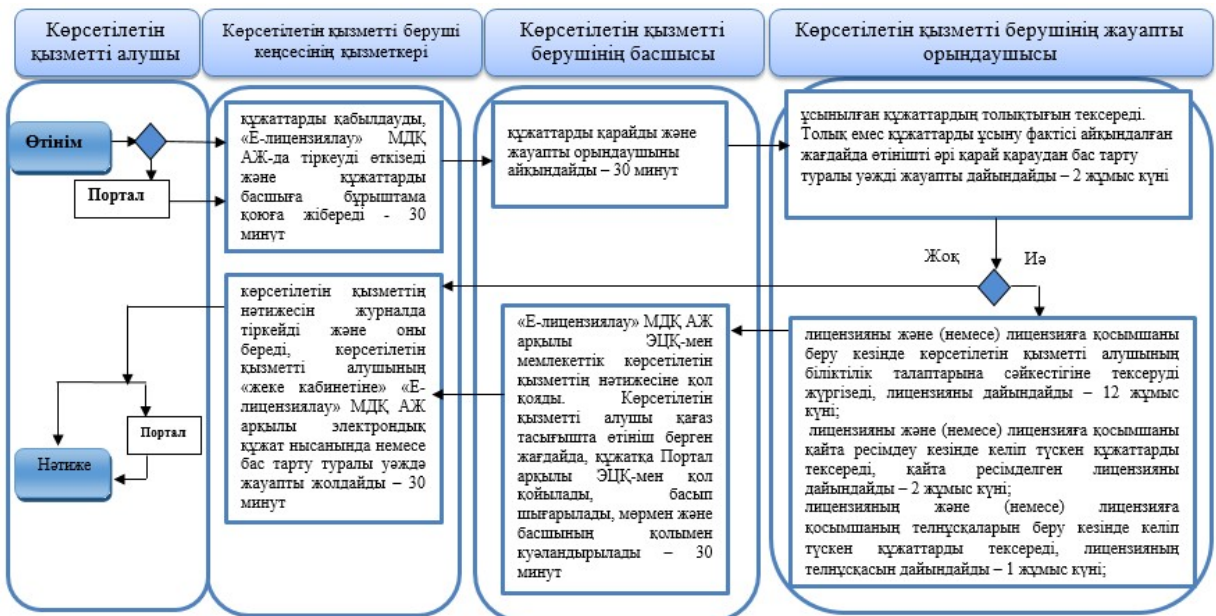 Көрсетілетін
қызметті алушы
Көрсетілетін қызметті беруші
кеңсесінің қызметкері
Көрсетілетін қызметті
берушінің басшысы
Көрсетілетін қызметті берушінің жауапты
орындаушысы
Өтінім
Портал
құжаттарды қабылдауды,
«Е-лицензиялау» МДҚ
АЖ-да тіркеуді өткізеді
және құжаттарды
басшыға бұрыштама
қоюға жібереді - 30
минут
құжаттарды қарайды және
жауапты орындаушыны
айқындайды – 30 минут
ұсынылған құжаттардың толықтығын тексереді.
Толық емес құжаттарды ұсыну фактісі айқындалған
жағдайда өтінішті әрі қарай қараудан бас тарту
туралы уәжді жауапты дайындайды – 2 жұмыс күні
Жоқ
Иә
көрсетілетін қызметтің
нәтижесін журналда
тіркейді және оны
береді, көрсетілетін
қызметті алушының
«жеке кабинетіне» «Е-
лицензиялау» МДҚ АЖ
арқылы электрондық
құжат нысанында немесе
бас тарту туралы уәждә
жауапты жолдайды – 30
минут
«Е-лицензиялау» МДҚ АЖ
арқылы ЭЦҚ-мен
мемлекеттік көрсетілетін
қызметтің нәтижесіне қол
қояды. Көрсетілетін
қызметті алушы қағаз
тасығышта өтініш берген
жағдайда, құжатқа Портал
арқылы ЭЦҚ-мен қол
қойылады, басып
шығарылады, мөрмен және
басшының қолымен
куәландырылады – 30
минут
лицензияны және (немесе) лицензияға қосымшаны
беру кезінде көрсетілетін қызметті алушының
біліктілік талаптарына сәйкестігіне тексеруді
жүргізеді, лицензияны дайындайды – 12 жұмыс
күні;
лицензияны және (немесе) лицензияға қосымшаны
қайта ресімдеу кезінде келіп түскен құжаттарды
тексереді, қайта ресімделген лицензияны
дайындайды – 2 жұмыс күні;
лицензияның және (немесе) лицензияға
қосымшаның телнұсқаларын беру кезінде келіп
түскен құжаттарды тексереді, лицензияның
телнұсқасын дайындайды – 1 жұмыс күні;
Портал
Нәтиже